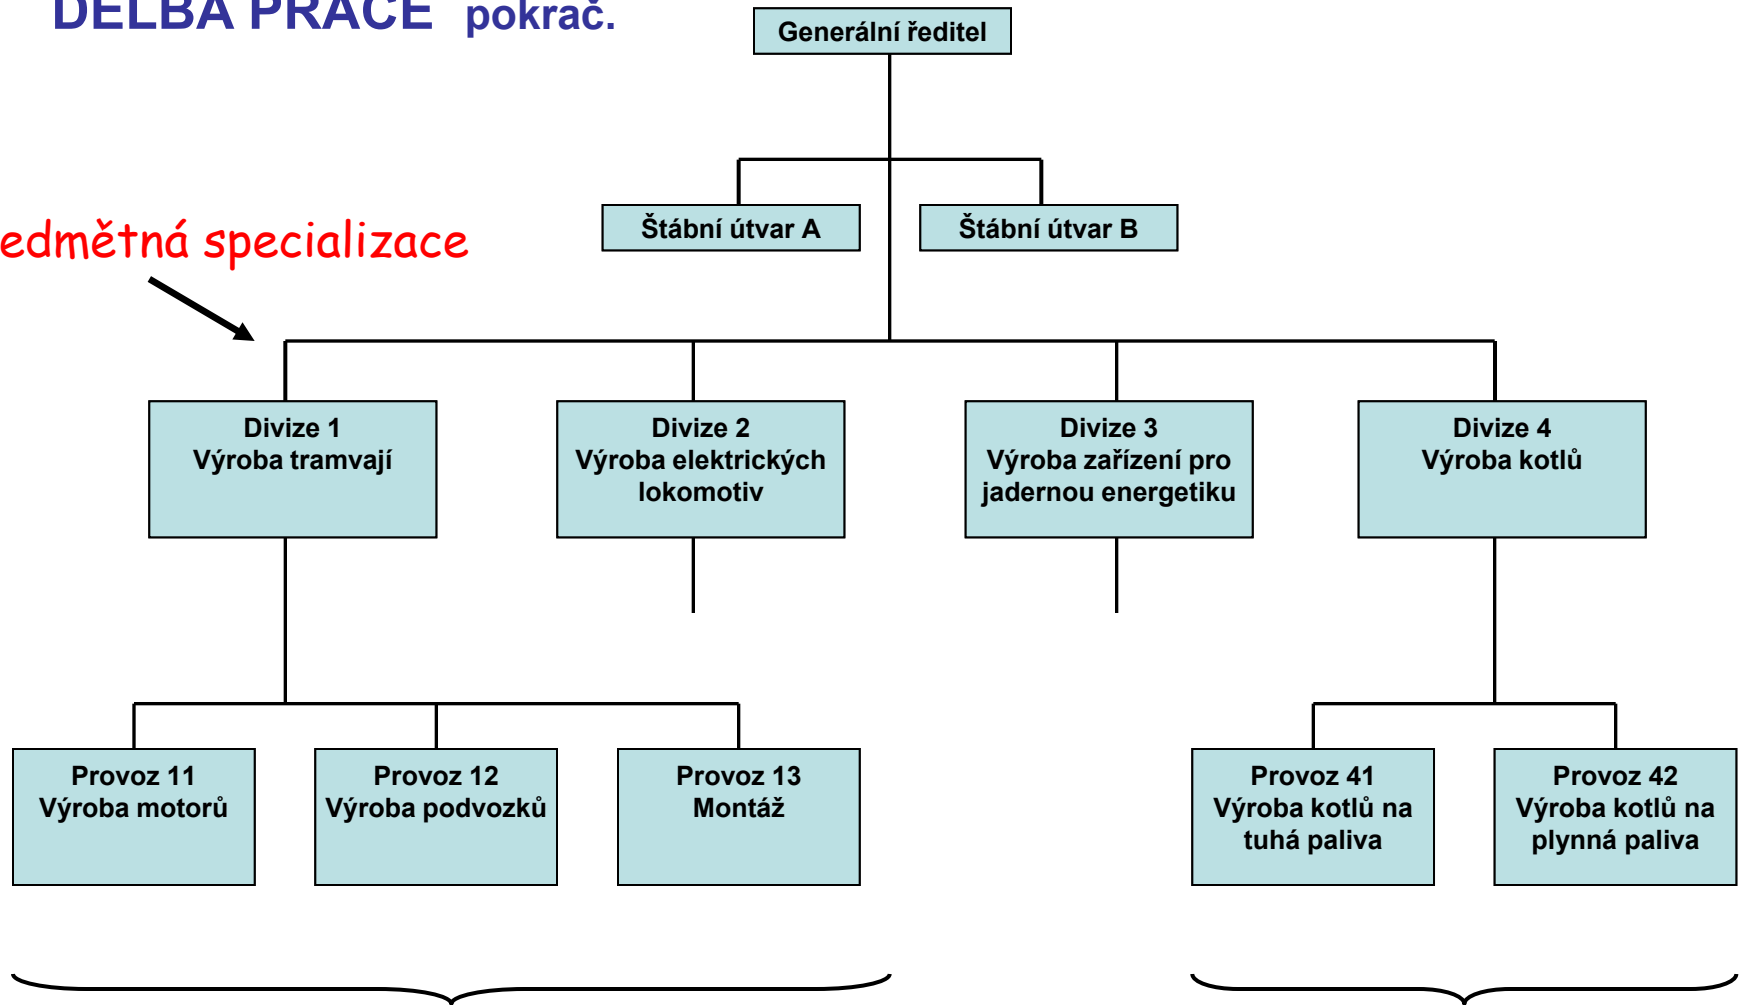 DĚLBA PRÁCE pokrač.
Generální ředitel
Štábní útvar A
Štábní útvar B
edmětná specializace
Divize 1
Výroba tramvají
Divize 2
Výroba elektrických
lokomotiv
Divize 3
Výroba zařízení pro
jadernou energetiku
Divize 4
Výroba kotlů
Provoz 11
Výroba motorů
Provoz 12
Výroba podvozků
Provoz 13
Montáž
Provoz 41
Výroba kotlů na
tuhá paliva
Provoz 42
Výroba kotlů na
plynná paliva